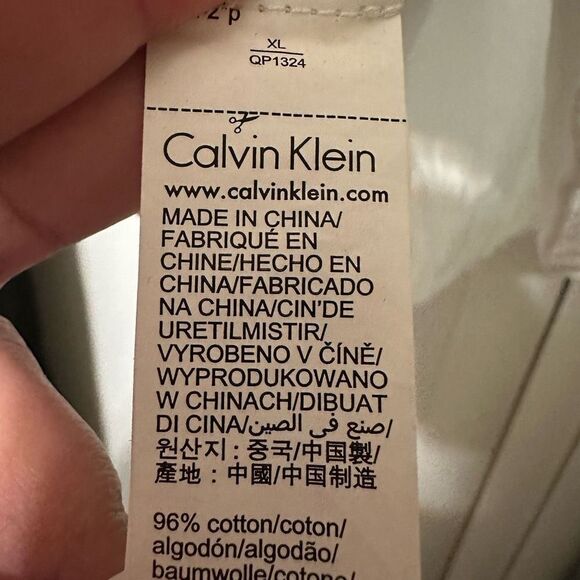 XL
QP1324
Calvin Klein
www.calvinklein.com
MADE IN CHINA/
FABRIQUÉ EN
CHINE/HECHO EN
CHINA/FABRICADO
NA CHINA/CIN'DE
URETILMISTIR/
VYROBENO V ČÍNĚ/
WYPRODUKOWANO
W CHINACH/DIBUAT
DI CINA/صنع في الصين/
원산지 : 중국/中国製/
產地 : 中國/中国制造
96% cotton/coton/
algodón/algodão/
baumwolle/cotone/